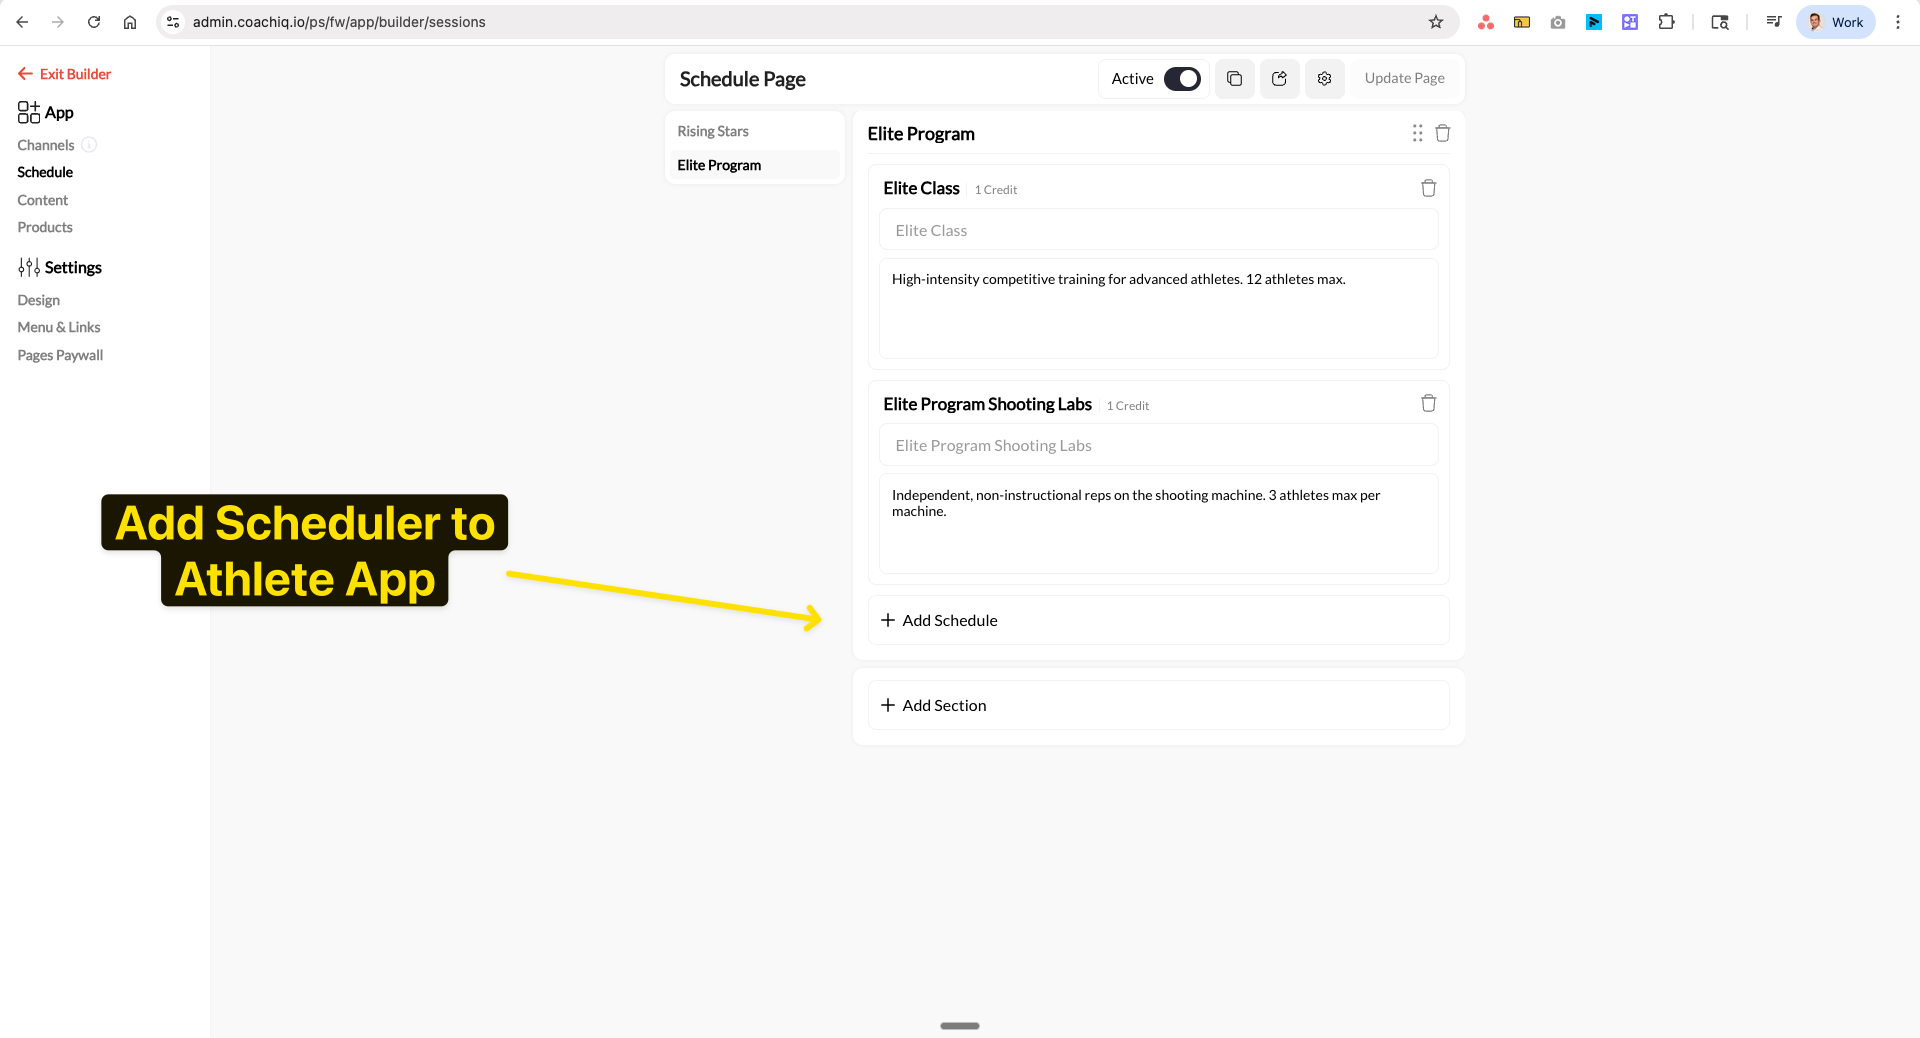 admin.coachiq.io/ps/fw/app/builder/sessions
Work
Exit Builder
App
Channels
Schedule
Content
Products
Settings
Design
Menu & Links
Pages Paywall
Schedule Page
Active
Update Page
Rising Stars
Elite Program
Elite Program
Elite Class
1 Credit
Elite Class
High-intensity competitive training for advanced athletes. 12 athletes max.
Elite Program Shooting Labs
1 Credit
Elite Program Shooting Labs
Independent, non-instructional reps on the shooting machine. 3 athletes max per
machine.
Add Schedule
Add Section
Add Scheduler to
Athlete App